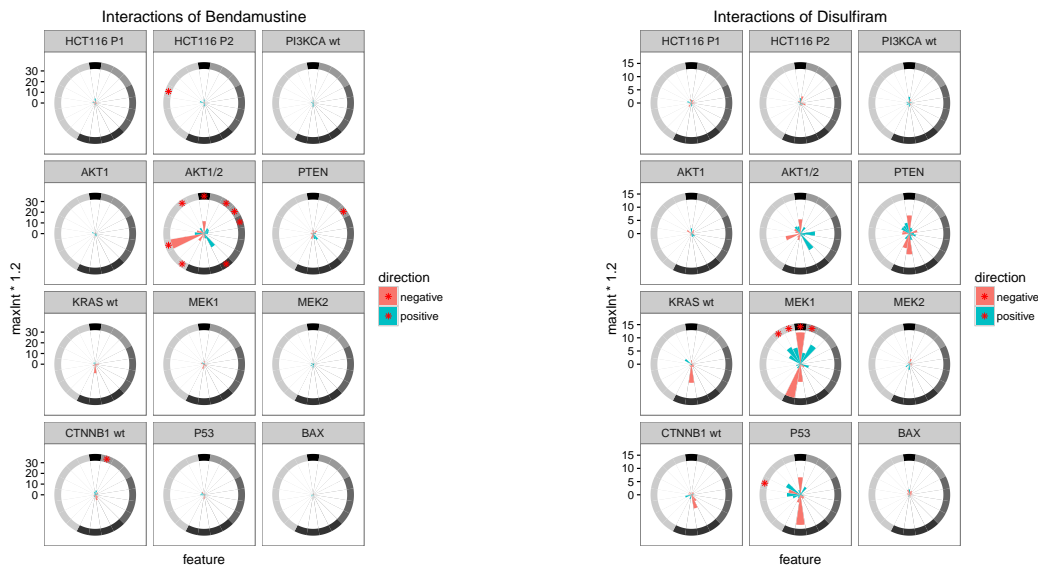 Interactions of Bendamustine
HCT116 P1
HCT116 P2
PI3KCA wt
30
20
10
0
AKT1
AKT1/2
PTEN
30
20
10
0
KRAS wt
MEK1
MEK2
30
20
10
0
CTNNB1 wt
P53
BAX
30
20
10
0
maxInt * 1.2
feature
direction
negative
positive
Interactions of Disulfiram
HCT116 P1
HCT116 P2
PI3KCA wt
15
10
5
0
AKT1
AKT1/2
PTEN
15
10
5
0
KRAS wt
MEK1
MEK2
15
10
5
0
CTNNB1 wt
P53
BAX
15
10
5
0
maxInt * 1.2
feature
direction
negative
positive